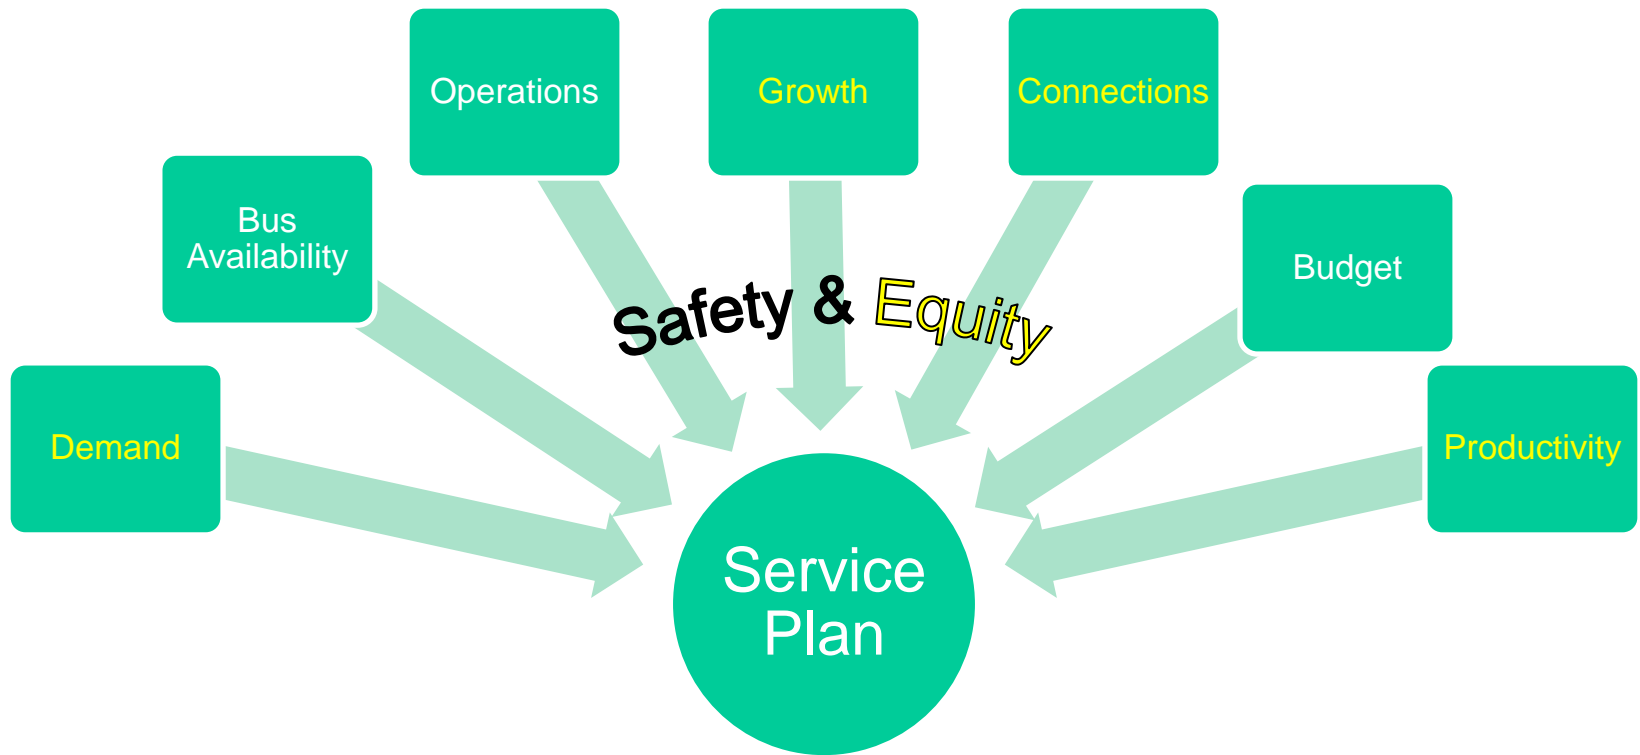 Operations
Growth
Connections
Bus
Availability
Budget
Safety & Equity
Demand
Productivity
Service
Plan